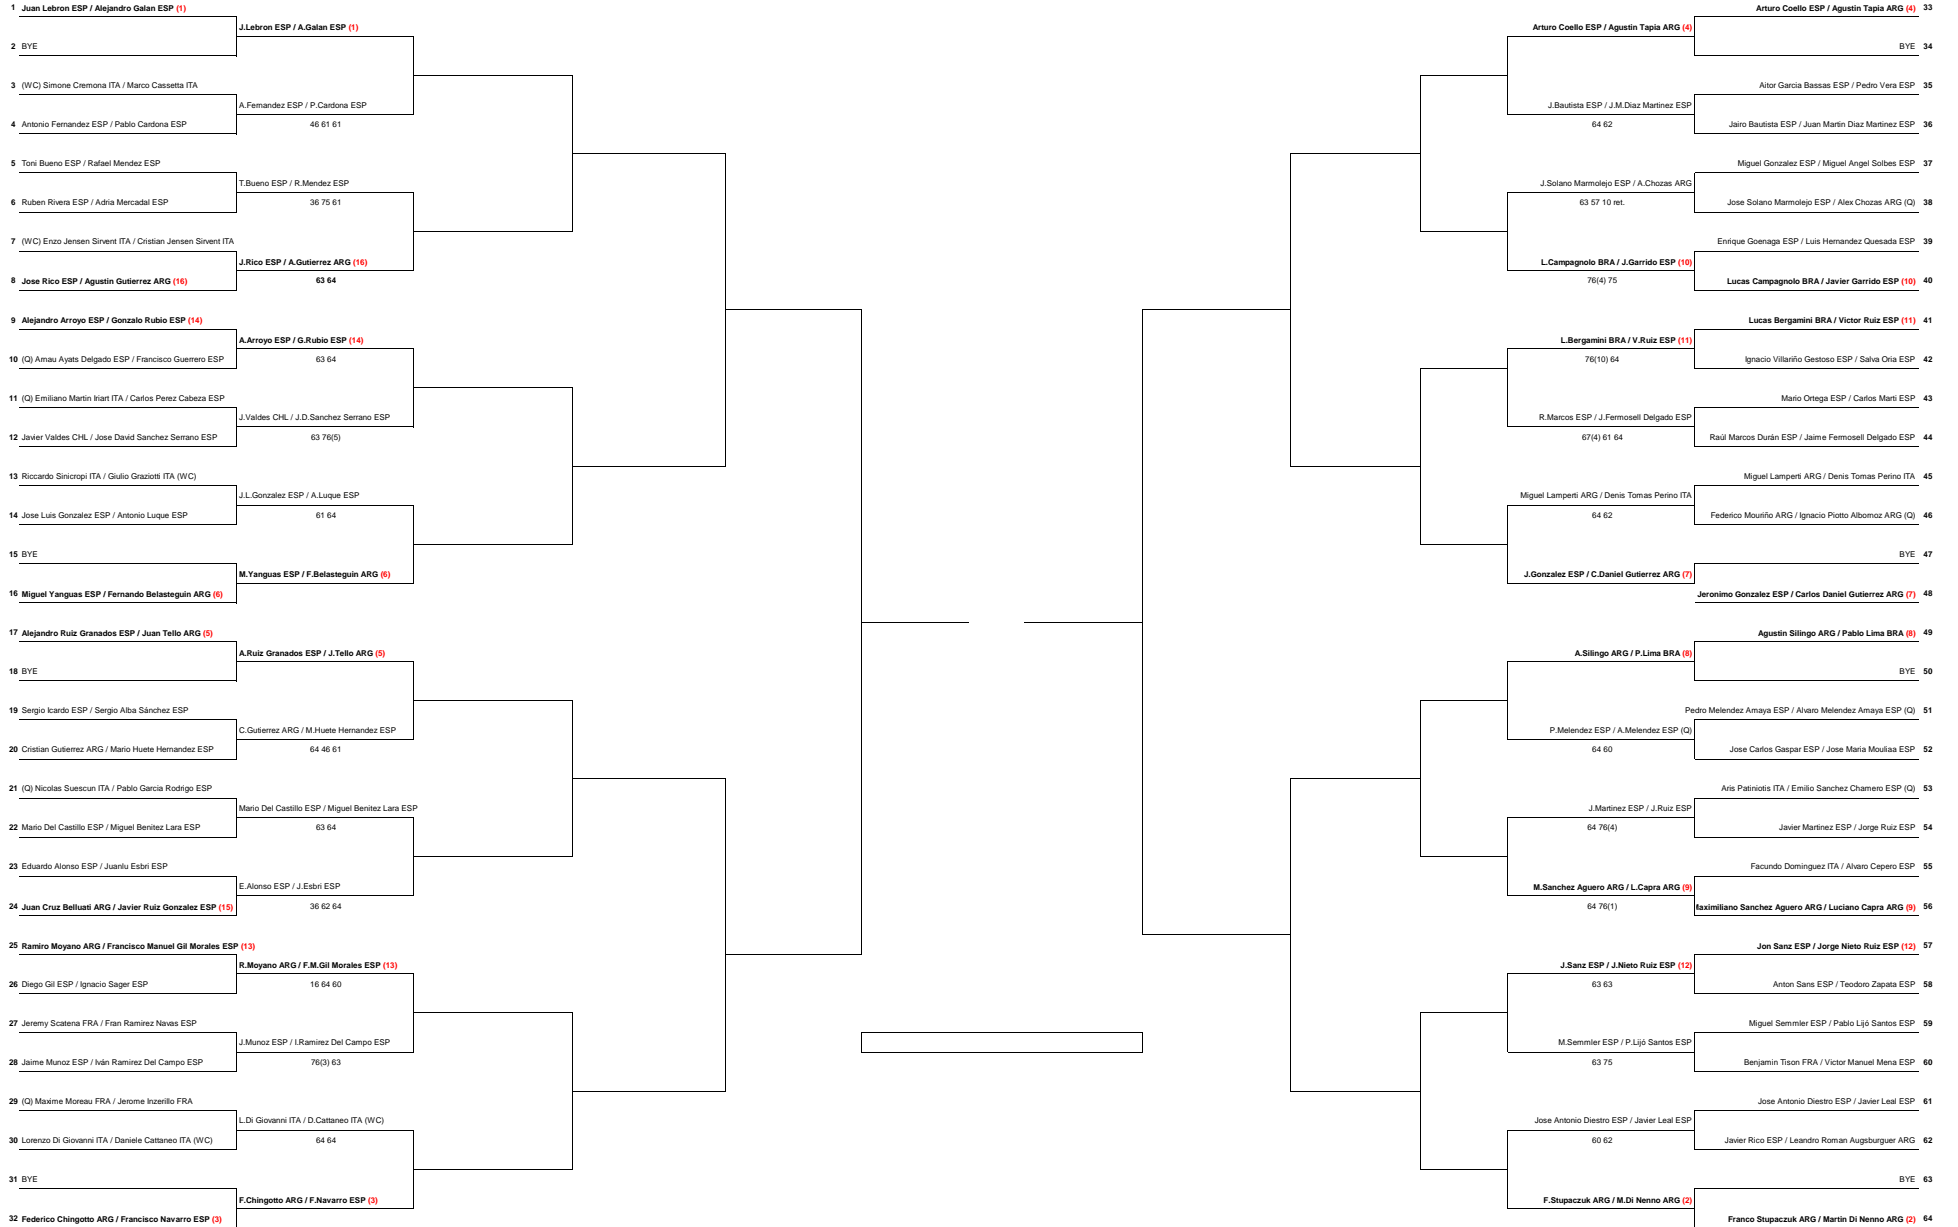 1 Juan Lebron ESP / Alejandro Galan ESP (1)
J.Lebron ESP / A.Galan ESP (1)
2 BYE
3 (WC) Simone Cremona ITA / Marco Cassetta ITA
A.Fernandez ESP / P.Cardona ESP
4 Antonio Fernandez ESP / Pablo Cardona ESP
46 61 61
5 Toni Bueno ESP / Rafael Mendez ESP
T.Bueno ESP / R.Mendez ESP
6 Ruben Rivera ESP / Adria Mercadal ESP
36 75 61
7 (WC) Enzo Jensen Sirvent ITA / Cristian Jensen Sirvent ITA
J.Rico ESP / A.Gutierrez ARG (16)
8 Jose Rico ESP / Agustin Gutierrez ARG (16)
63 64
9 Alejandro Arroyo ESP / Gonzalo Rubio ESP (14)
A.Arroyo ESP / G.Rubio ESP (14)
10 (Q) Arnau Ayats Delgado ESP / Francisco Guerrero ESP
63 64
11 (Q) Emiliano Martin Iriart ITA / Carlos Perez Cabeza ESP
J.Valdes CHL / J.D.Sanchez Serrano ESP
12 Javier Valdes CHL / Jose David Sanchez Serrano ESP
63 76(5)
13 Riccardo Sinicropi ITA / Giulio Graziotti ITA (WC)
J.L.Gonzalez ESP / A.Luque ESP
14 Jose Luis Gonzalez ESP / Antonio Luque ESP
61 64
15 BYE
M.Yanguas ESP / F.Belasteguin ARG (6)
16 Miguel Yanguas ESP / Fernando Belasteguin ARG (6)
17 Alejandro Ruiz Granados ESP / Juan Tello ARG (5)
A.Ruiz Granados ESP / J.Tello ARG (5)
18 BYE
19 Sergio Icardo ESP / Sergio Alba Sánchez ESP
C.Gutierrez ARG / M.Huete Hernandez ESP
20 Cristian Gutierrez ARG / Mario Huete Hernandez ESP
64 46 61
21 (Q) Nicolas Suescun ITA / Pablo Garcia Rodrigo ESP
Mario Del Castillo ESP / Miguel Benitez Lara ESP
22 Mario Del Castillo ESP / Miguel Benitez Lara ESP
63 64
23 Eduardo Alonso ESP / Juanlu Esbri ESP
E.Alonso ESP / J.Esbri ESP
24 Juan Cruz Belluati ARG / Javier Ruiz Gonzalez ESP (15)
36 62 64
25 Ramiro Moyano ARG / Francisco Manuel Gil Morales ESP (13)
R.Moyano ARG / F.M.Gil Morales ESP (13)
26 Diego Gil ESP / Ignacio Sager ESP
16 64 60
27 Jeremy Scatena FRA / Fran Ramirez Navas ESP
J.Munoz ESP / I.Ramirez Del Campo ESP
28 Jaime Munoz ESP / Iván Ramirez Del Campo ESP
76(3) 63
29 (Q) Maxime Moreau FRA / Jerome Inzerillo FRA
L.Di Giovanni ITA / D.Cattaneo ITA (WC)
30 Lorenzo Di Giovanni ITA / Daniele Cattaneo ITA (WC)
64 64
31 BYE
F.Chingotto ARG / F.Navarro ESP (3)
32 Federico Chingotto ARG / Francisco Navarro ESP (3)
Arturo Coello ESP / Agustin Tapia ARG (4) 33
Arturo Coello ESP / Agustin Tapia ARG (4)
BYE 34
Aitor Garcia Bassas ESP / Pedro Vera ESP 35
J.Bautista ESP / J.M.Diaz Martinez ESP
64 62
Jairo Bautista ESP / Juan Martin Diaz Martinez ESP 36
Miguel Gonzalez ESP / Miguel Angel Solbes ESP 37
J.Solano Marmolejo ESP / A.Chozas ARG
63 57 10 ret.
Jose Solano Marmolejo ESP / Alex Chozas ARG (Q) 38
Enrique Goenaga ESP / Luis Hernandez Quesada ESP 39
L.Campagnolo BRA / J.Garrido ESP (10)
76(4) 75
Lucas Campagnolo BRA / Javier Garrido ESP (10) 40
Lucas Bergamini BRA / Victor Ruiz ESP (11) 41
L.Bergamini BRA / V.Ruiz ESP (11)
76(10) 64
Ignacio Villariño Gestoso ESP / Salva Oria ESP 42
Mario Ortega ESP / Carlos Marti ESP 43
R.Marcos ESP / J.Fermosell Delgado ESP
67(4) 61 64
Raúl Marcos Durán ESP / Jaime Fermosell Delgado ESP 44
Miguel Lamperti ARG / Denis Tomas Perino ITA 45
Miguel Lamperti ARG / Denis Tomas Perino ITA
64 62
Federico Mouriño ARG / Ignacio Piotto Albornoz ARG (Q) 46
BYE 47
J.Gonzalez ESP / C.Daniel Gutierrez ARG (7)
Jeronimo Gonzalez ESP / Carlos Daniel Gutierrez ARG (7) 48
Agustin Silingo ARG / Pablo Lima BRA (8) 49
A.Silingo ARG / P.Lima BRA (8)
BYE 50
Pedro Melendez Amaya ESP / Alvaro Melendez Amaya ESP (Q) 51
P.Melendez ESP / A.Melendez ESP (Q)
64 60
Jose Carlos Gaspar ESP / Jose Maria Mouliaa ESP 52
Aris Patiniotis ITA / Emilio Sanchez Chamero ESP (Q) 53
J.Martinez ESP / J.Ruiz ESP
64 76(4)
Javier Martinez ESP / Jorge Ruiz ESP 54
Facundo Dominguez ITA / Alvaro Cepero ESP 55
M.Sanchez Aguero ARG / L.Capra ARG (9)
64 76(1)
aximiliano Sanchez Aguero ARG / Luciano Capra ARG (9) 56
Jon Sanz ESP / Jorge Nieto Ruiz ESP (12) 57
J.Sanz ESP / J.Nieto Ruiz ESP (12)
63 63
Anton Sans ESP / Teodoro Zapata ESP 58
Miguel Semmler ESP / Pablo Lijó Santos ESP 59
M.Semmler ESP / P.Lijó Santos ESP
63 75
Benjamin Tison FRA / Victor Manuel Mena ESP 60
Jose Antonio Diestro ESP / Javier Leal ESP 61
Jose Antonio Diestro ESP / Javier Leal ESP
60 62
Javier Rico ESP / Leandro Roman Augsburguer ARG 62
BYE 63
F.Stupaczuk ARG / M.Di Nenno ARG (2)
Franco Stupaczuk ARG / Martin Di Nenno ARG (2) 64